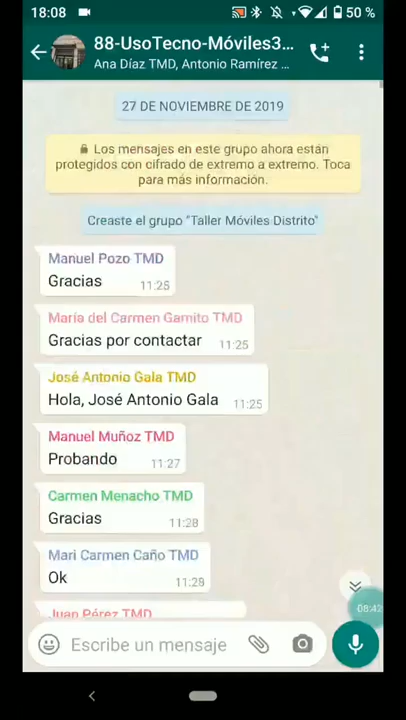 18:08
50 %
88-UsoTecno-Móviles3...
Ana Díaz TMD, Antonio Ramírez ...
27 DE NOVIEMBRE DE 2019
Los mensajes en este grupo ahora están
protegidos con cifrado de extremo a extremo. Toca
para más información.
Creaste el grupo "Taller Móviles Distrito"
Manuel Pozo TMD
Gracias 11:25
María del Carmen Garnito TMD
Gracias por contactar 11:25
José Antonio Gala TMD
Hola, José Antonio Gala 11:25
Manuel Muñoz TMD
Probando 11:27
Carmen Menacho TMD
Gracias 11:28
Mari Carmen Caño TMD
Ok 11:28
Juan Pérez TMD
08:42
Escribe un mensaje